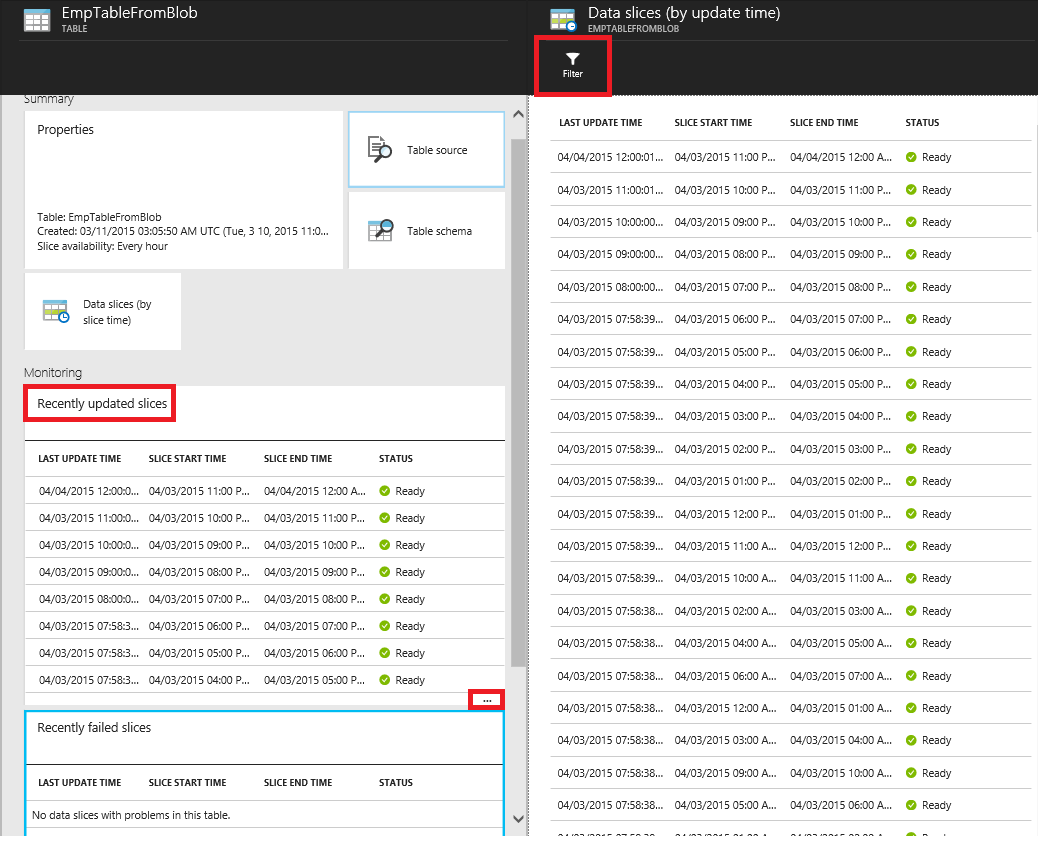 EmpTableFromBlob
TABLE
Summary
Properties
Table: EmpTableFromBlob
Created: 03/11/2015 03:05:50 AM UTC (Tue, 3 10, 2015 11:0...
Slice availability: Every hour
Table source
Table schema
Data slices (by
slice time)
Monitoring
Recently updated slices
LAST UPDATE TIME SLICE START TIME SLICE END TIME STATUS
04/04/2015 12:00:0... 04/03/2015 11:00 P... 04/04/2015 12:00 A... Ready
04/03/2015 11:00:0... 04/03/2015 10:00 P... 04/03/2015 11:00 P... Ready
04/03/2015 10:00:0... 04/03/2015 09:00 P... 04/03/2015 10:00 P... Ready
04/03/2015 09:00:0... 04/03/2015 08:00 P... 04/03/2015 09:00 P... Ready
04/03/2015 08:00:0... 04/03/2015 07:00 P... 04/03/2015 08:00 P... Ready
04/03/2015 07:58:3... 04/03/2015 06:00 P... 04/03/2015 07:00 P... Ready
04/03/2015 07:58:3... 04/03/2015 05:00 P... 04/03/2015 06:00 P... Ready
04/03/2015 07:58:3... 04/03/2015 04:00 P... 04/03/2015 05:00 P... Ready
...
Recently failed slices
LAST UPDATE TIME SLICE START TIME SLICE END TIME STATUS
No data slices with problems in this table.
Data slices (by update time)
EMPTABLEFROMBLOB
Filter
LAST UPDATE TIME SLICE START TIME SLICE END TIME STATUS
04/04/2015 12:00:01... 04/03/2015 11:00 P... 04/04/2015 12:00 A... Ready
04/03/2015 11:00:01... 04/03/2015 10:00 P... 04/03/2015 11:00 P... Ready
04/03/2015 10:00:00... 04/03/2015 09:00 P... 04/03/2015 10:00 P... Ready
04/03/2015 09:00:00... 04/03/2015 08:00 P... 04/03/2015 09:00 P... Ready
04/03/2015 08:00:00... 04/03/2015 07:00 P... 04/03/2015 08:00 P... Ready
04/03/2015 07:58:39... 04/03/2015 06:00 P... 04/03/2015 07:00 P... Ready
04/03/2015 07:58:39... 04/03/2015 05:00 P... 04/03/2015 06:00 P... Ready
04/03/2015 07:58:39... 04/03/2015 04:00 P... 04/03/2015 05:00 P... Ready
04/03/2015 07:58:39... 04/03/2015 03:00 P... 04/03/2015 04:00 P... Ready
04/03/2015 07:58:39... 04/03/2015 02:00 P... 04/03/2015 03:00 P... Ready
04/03/2015 07:58:39... 04/03/2015 01:00 P... 04/03/2015 02:00 P... Ready
04/03/2015 07:58:39... 04/03/2015 12:00 P... 04/03/2015 01:00 P... Ready
04/03/2015 07:58:39... 04/03/2015 11:00 A... 04/03/2015 12:00 P... Ready
04/03/2015 07:58:39... 04/03/2015 10:00 A... 04/03/2015 11:00 A... Ready
04/03/2015 07:58:38... 04/03/2015 02:00 A... 04/03/2015 03:00 A... Ready
04/03/2015 07:58:38... 04/03/2015 04:00 A... 04/03/2015 05:00 A... Ready
04/03/2015 07:58:38... 04/03/2015 06:00 A... 04/03/2015 07:00 A... Ready
04/03/2015 07:58:38... 04/03/2015 12:00 A... 04/03/2015 01:00 A... Ready
04/03/2015 07:58:38... 04/03/2015 03:00 A... 04/03/2015 04:00 A... Ready
04/03/2015 07:58:38... 04/03/2015 09:00 A... 04/03/2015 10:00 A... Ready
04/03/2015 07:58:38... 04/03/2015 05:00 A... 04/03/2015 06:00 A... Ready